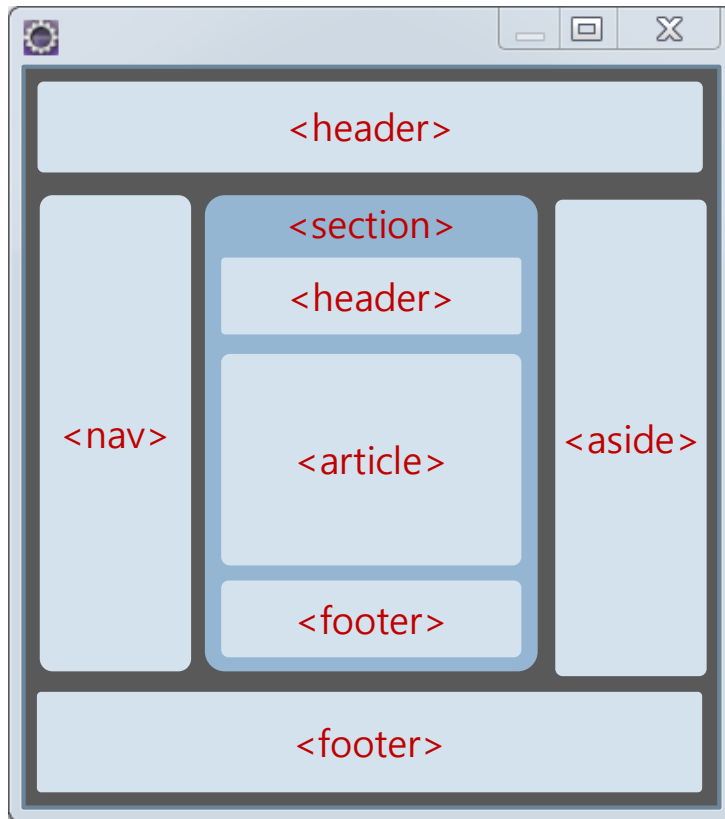 <header>
<nav>
<section>
<header>
<article>
<footer>
<aside>
<footer>